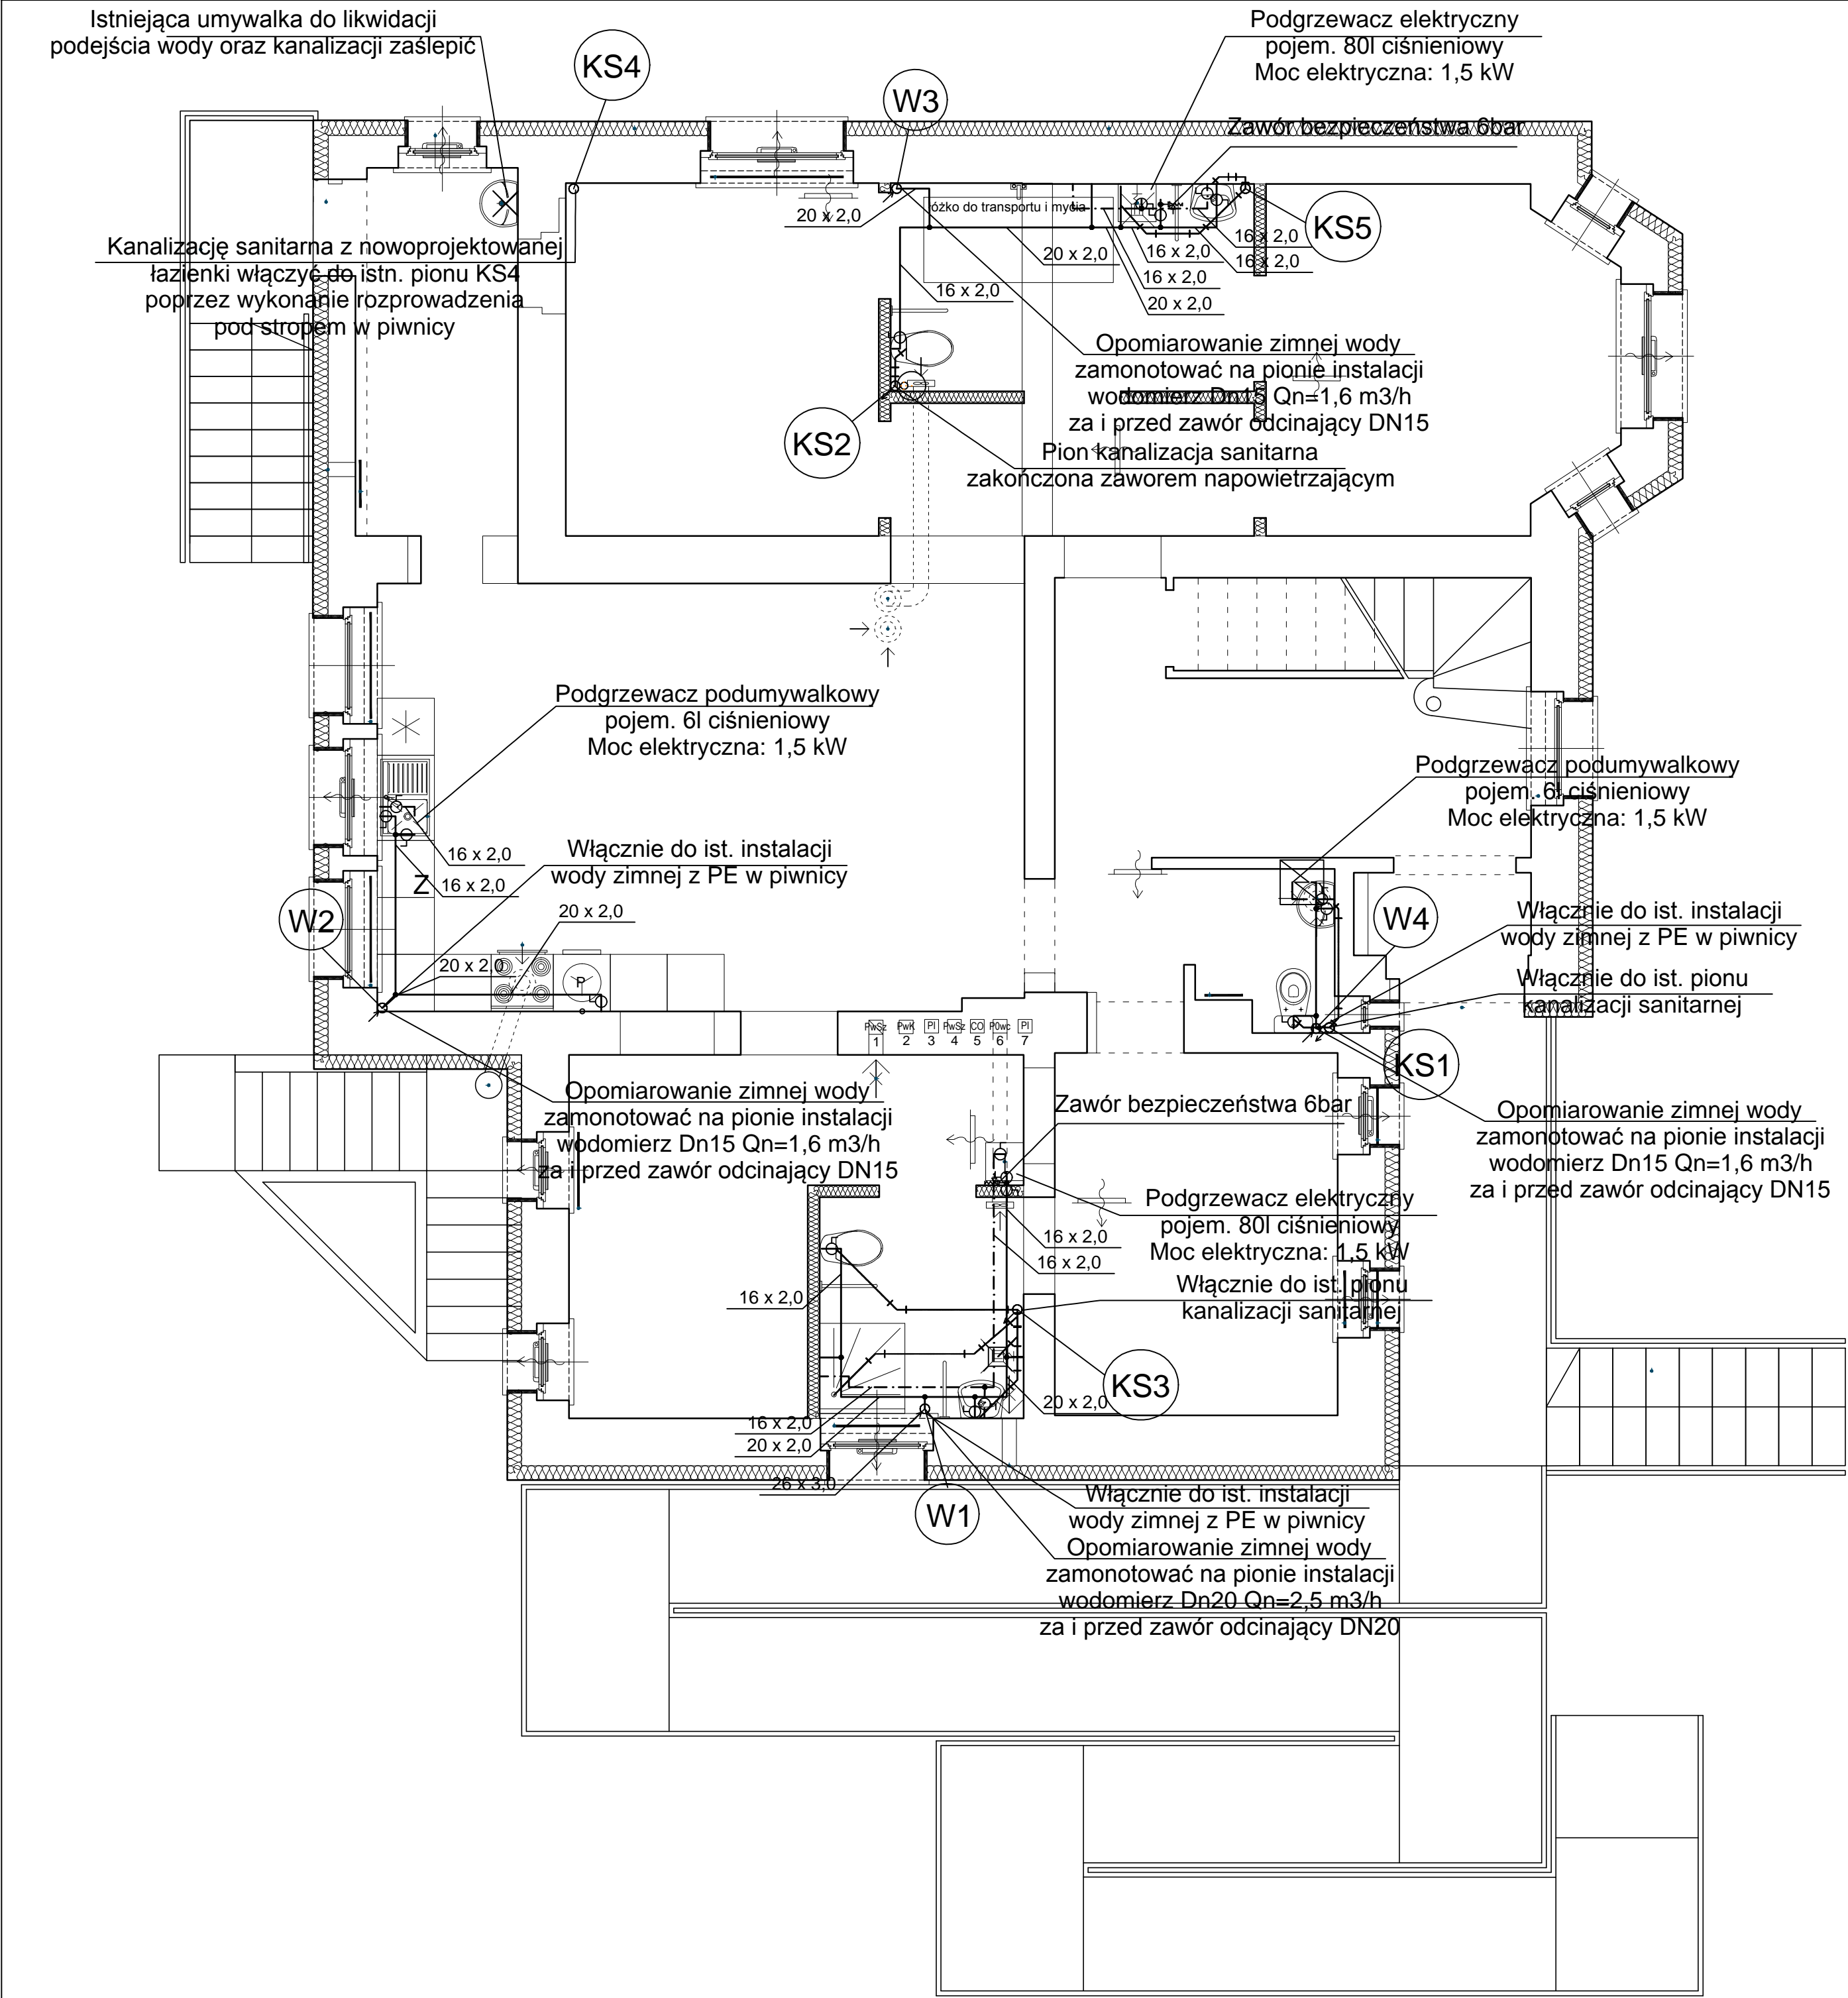 Istniejąca umywalka do likwidacji
podejścia wody oraz kanalizacji zaślepić
KS4
W3
Podgrzewacz elektryczny
pojem. 80l ciśnieniowy
Moc elektryczna: 1,5 kW
Zawór bezpieczeństwa 6bar
20 x 2,0
łóżko do transportu i mycia
KS5
16 x 2,0
16 x 2,0
16 x 2,0
20 x 2,0
16 x 2,0
20 x 2,0
16 x 2,0
Kanalizację sanitarna z nowoprojektowanej
łazienki włączyć do istn. pionu KS4
poprzez wykonanie rozprowadzenia
pod stropem w piwnicy
Opomiarowanie zimnej wody
zamonotować na pionie instalacji
wodomierz Dn15 Qn=1,6 m3/h
za i przed zawór odcinający DN15
KS2
Pion kanalizacja sanitarna
zakończona zaworem napowietrzającym
Podgrzewacz podumywalkowy
pojem. 6l ciśnieniowy
Moc elektryczna: 1,5 kW
Podgrzewacz podumywalkowy
pojem. 6l ciśnieniowy
Moc elektryczna: 1,5 kW
16 x 2,0
Z
16 x 2,0
Włącznie do ist. instalacji
wody zimnej z PE w piwnicy
W2
20 x 2,0
20 x 2,0
P
W4
Włącznie do ist. instalacji
wody zimnej z PE w piwnicy
Włącznie do ist. pionu
kanalizacji sanitarnej
PwSz PwK Pl PwSz CO P0wc Pl
1 2 3 4 5 6 7
KS1
Opomiarowanie zimnej wody
zamonotować na pionie instalacji
wodomierz Dn15 Qn=1,6 m3/h
za i przed zawór odcinający DN15
Zawór bezpieczeństwa 6bar
Opomiarowanie zimnej wody
zamonotować na pionie instalacji
wodomierz Dn15 Qn=1,6 m3/h
za i przed zawór odcinający DN15
Podgrzewacz elektryczny
pojem. 80l ciśnieniowy
Moc elektryczna: 1,5 kW
16 x 2,0
16 x 2,0
16 x 2,0
Włącznie do ist. pionu
kanalizacji sanitarnej
KS3
20 x 2,0
16 x 2,0
20 x 2,0
26 x 3,0
W1
Włącznie do ist. instalacji
wody zimnej z PE w piwnicy
Opomiarowanie zimnej wody
zamonotować na pionie instalacji
wodomierz Dn20 Qn=2,5 m3/h
za i przed zawór odcinający DN20